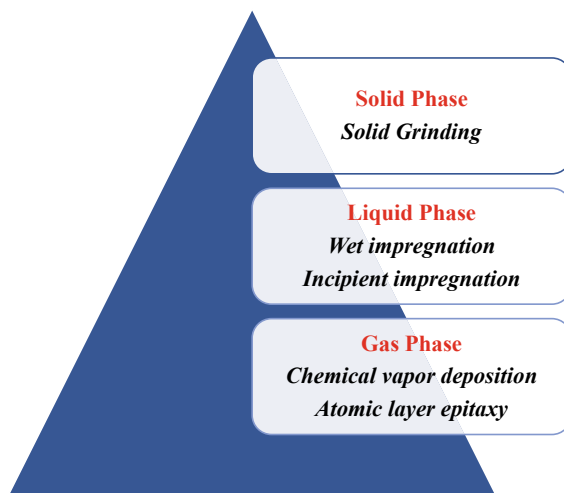 Solid Phase
Solid Grinding
Liquid Phase
Wet impregnation
Incipient impregnation
Gas Phase
Chemical vapor deposition
Atomic layer epitaxy